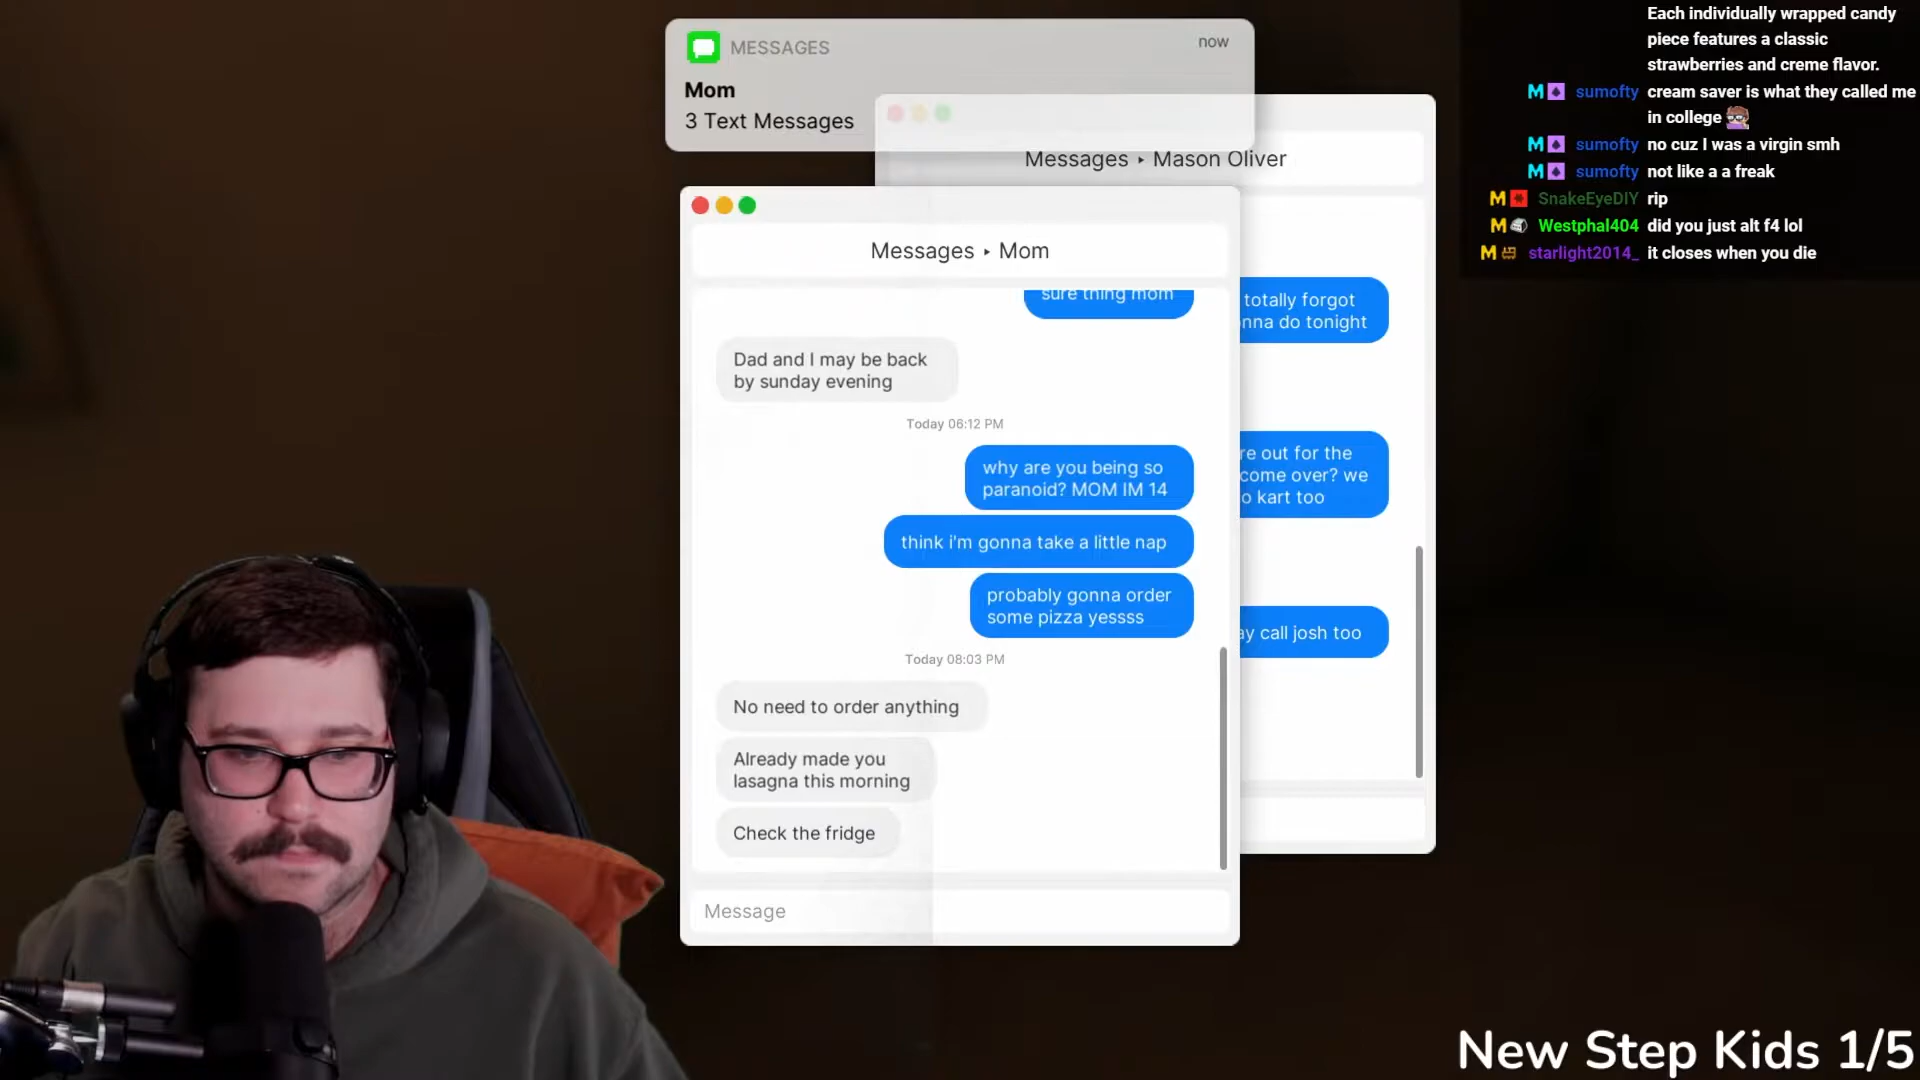 MESSAGES
now
Mom
3 Text Messages
Messages ‣ Mason Oliver
totally forgot
nna do tonight
re out for the
come over? we
o kart too
ay call josh too
Messages ‣ Mom
sure thing mom
Dad and I may be back
by sunday evening
Today 06:12 PM
why are you being so
paranoid? MOM IM 14
think i'm gonna take a little nap
probably gonna order
some pizza yessss
Today 08:03 PM
No need to order anything
Already made you
lasagna this morning
Check the fridge
Message
Each individually wrapped candy
piece features a classic
strawberries and creme flavor.
M sumofty cream saver is what they called me
in college
M sumofty no cuz I was a virgin smh
M sumofty not like a a freak
M SnakeEyeDIY rip
M Westphal404 did you just alt f4 lol
M starlight2014_ it closes when you die
New Step Kids 1/5